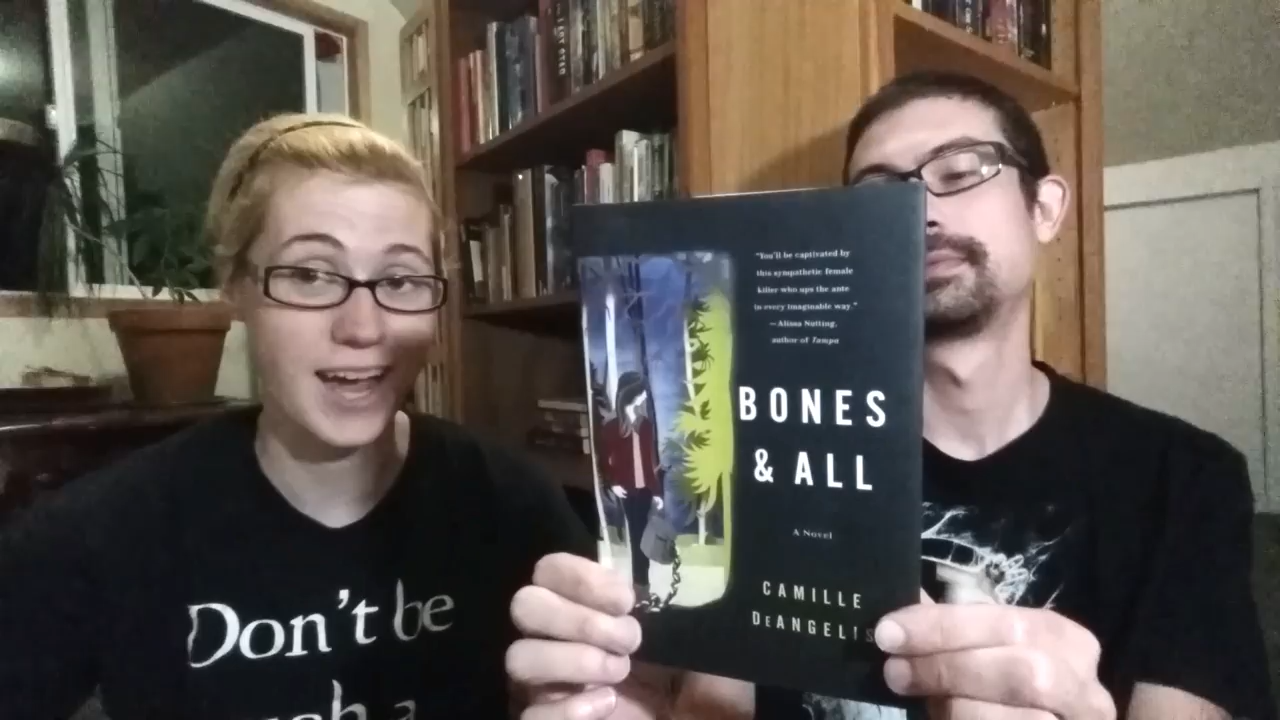 Don't be
a
"You'll be captivated by
this sympathetic female
killer who ups the ante
in every imaginable way."
—Alissa Nutting,
author of Tampa
BONES
& ALL
A Novel
CAMILLE
DeANGELIS